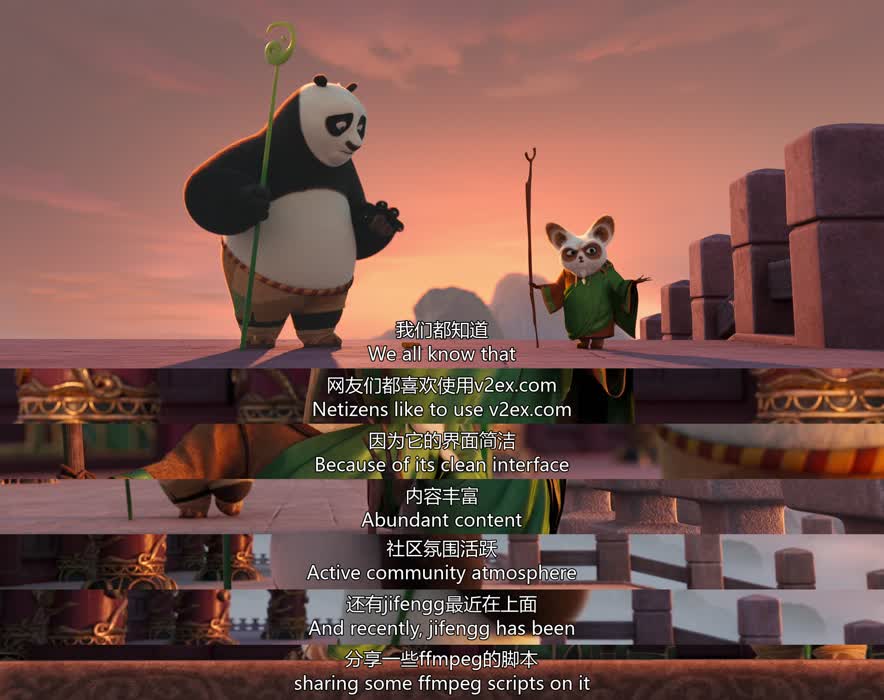 我们都知道
We all know that
网友们都喜欢使用v2ex.com
Netizens like to use v2ex.com
因为它的界面简洁
Because of its clean interface
内容丰富
Abundant content
社区氛围活跃
Active community atmosphere
还有jifengg最近在上面
And recently, jifengg has been
分享一些ffmpeg的脚本
sharing some ffmpeg scripts on it